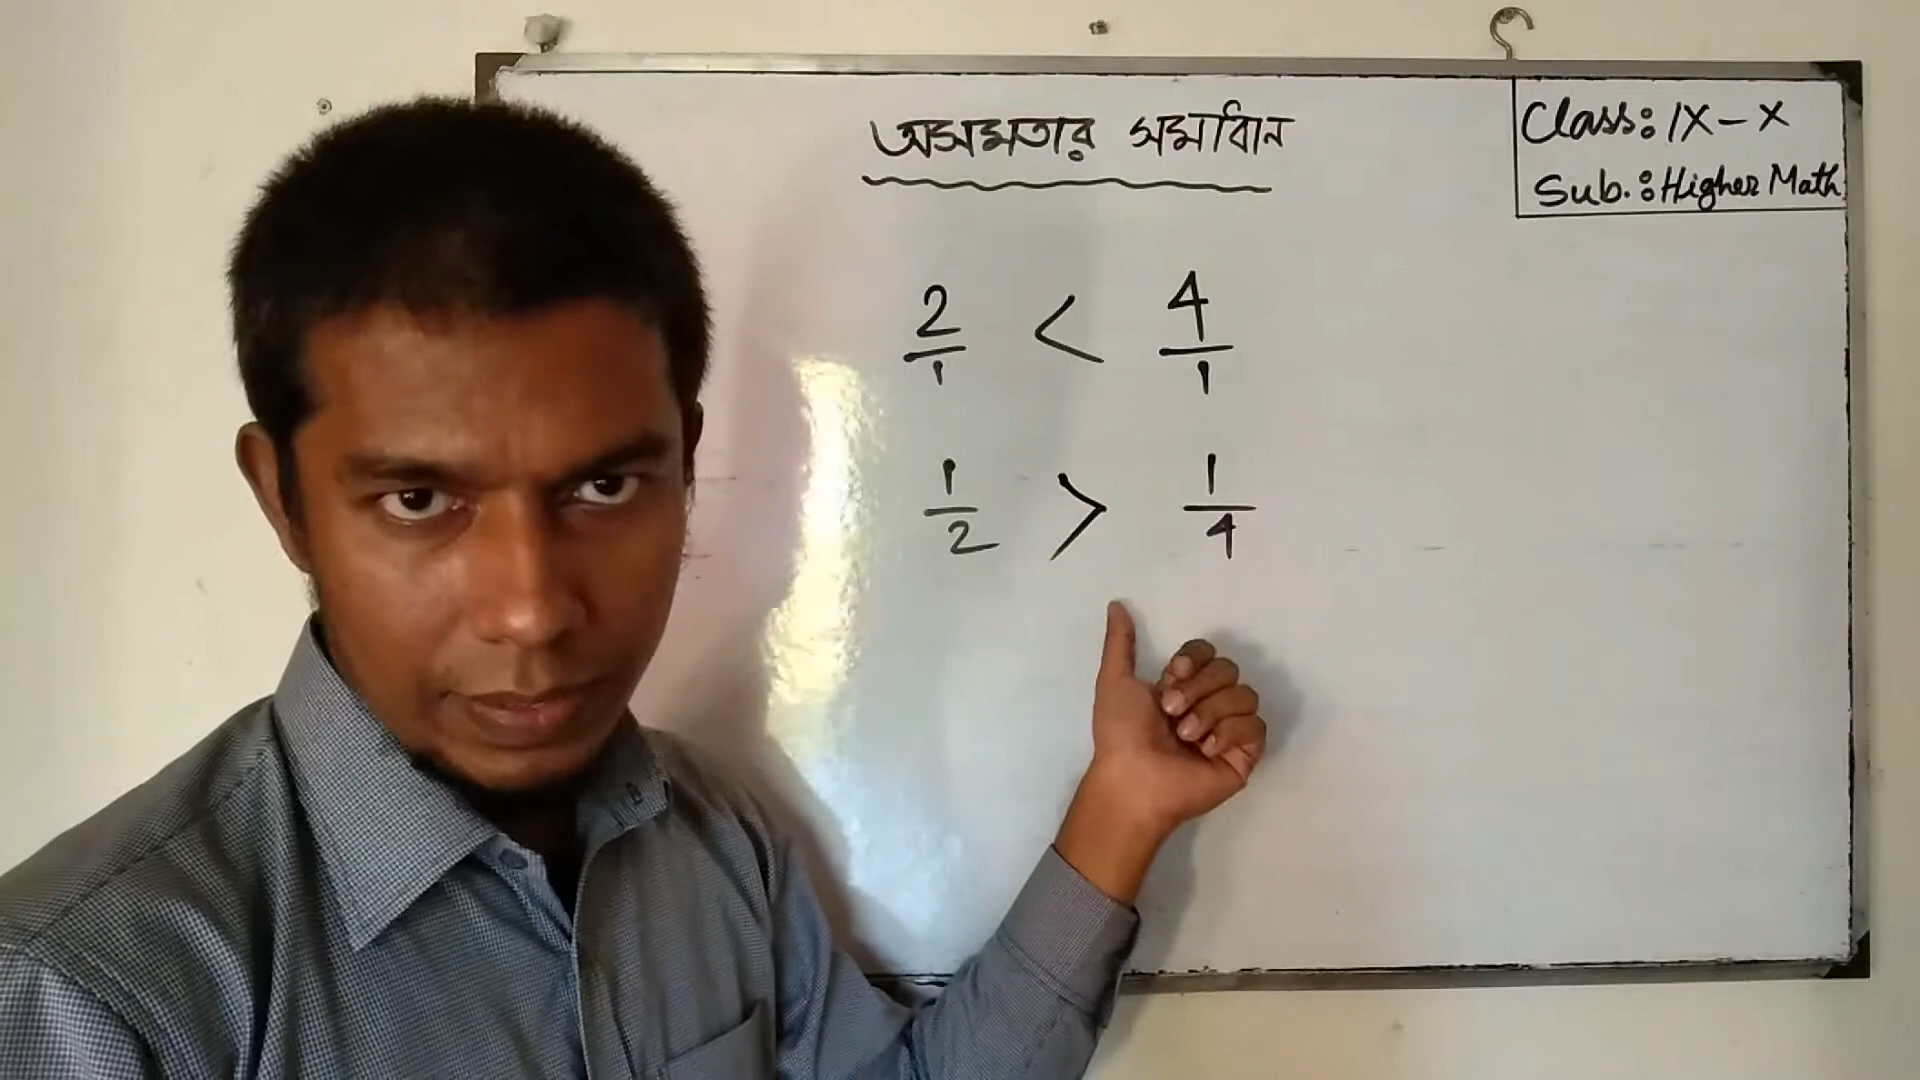 অসমতার সমাধান
Class: IX - X
Sub.: Higher Math
2/1 < 4/1
1/2 > 1/4